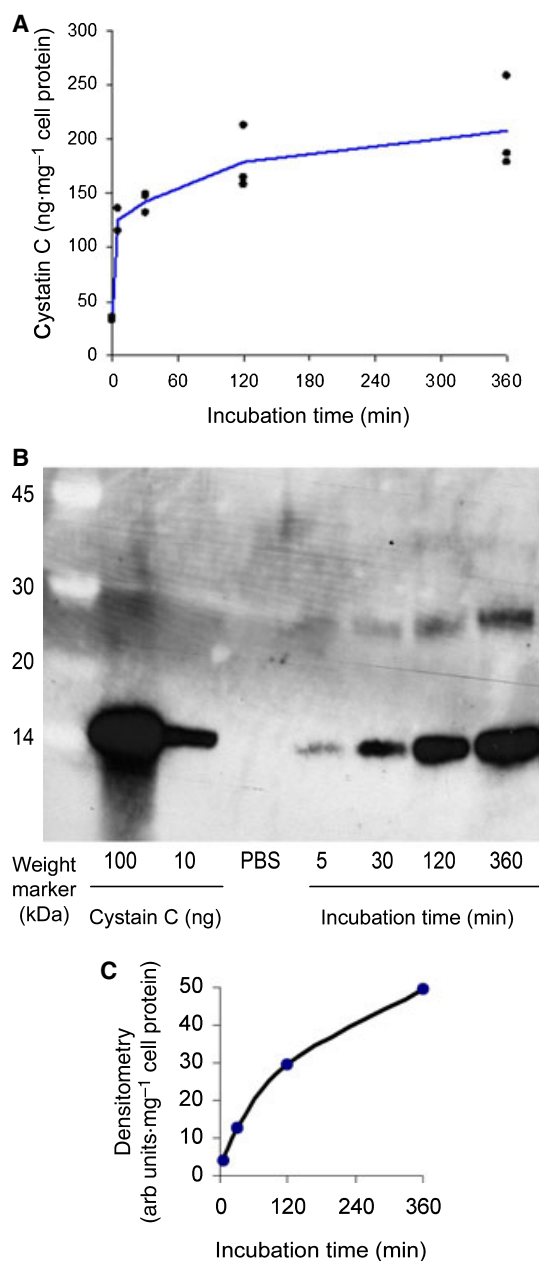 A
Cystatin C (ng·mg⁻¹ cell protein)
300
250
200
150
100
50
0
0 60 120 180 240 300 360
Incubation time (min)
B
45
30
20
14
Weight marker (kDa)
100 10 PBS 5 30 120 360
Cystain C (ng) Incubation time (min)
C
Densitometry
(arb units·mg⁻¹ cell protein)
50
40
30
20
10
0
0 120 240 360
Incubation time (min)